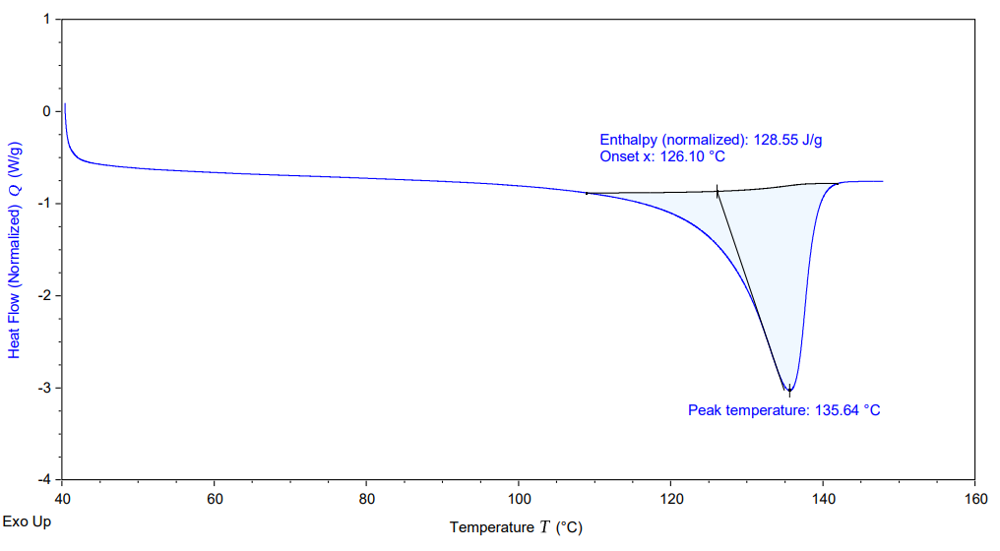 1
0
-1
-2
-3
-4
Heat Flow (Normalized) Q (W/g)
Enthalpy (normalized): 128.55 J/g
Onset x: 126.10 °C
Peak temperature: 135.64 °C
40 60 80 100 120 140 160
Exo Up
Temperature T (°C)